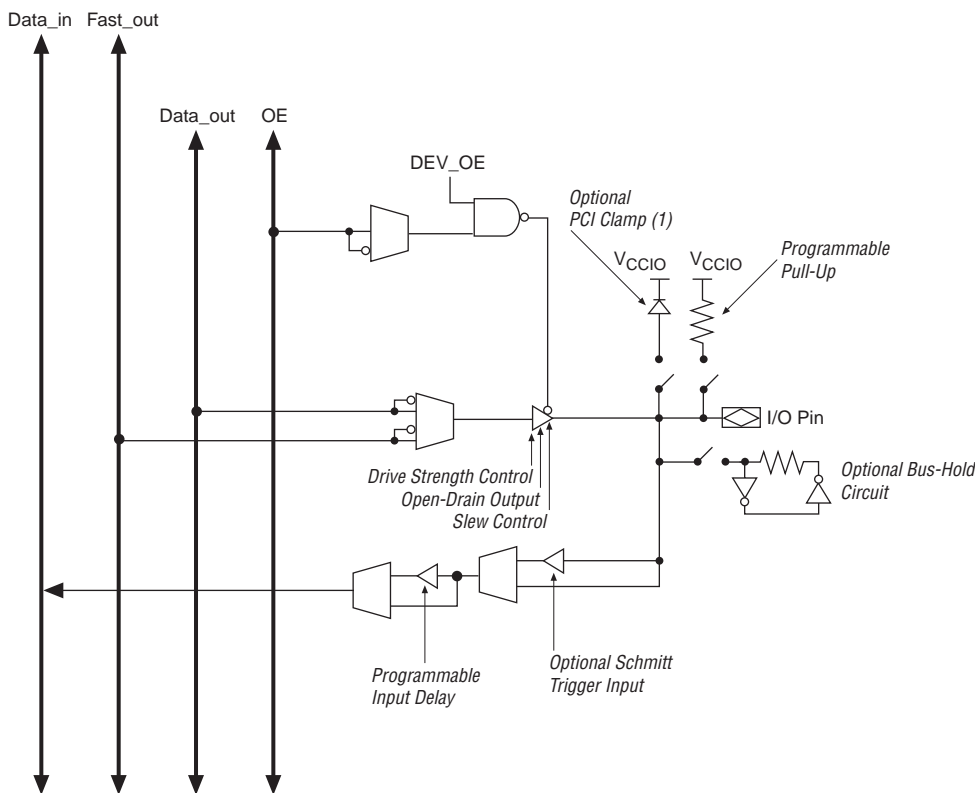 Data_in Fast_out
Data_out OE
DEV_OE
Optional
PCI Clamp (1)
Programmable
Pull-Up
VCCIO VCCIO
I/O Pin
Drive Strength Control
Open-Drain Output
Slew Control
Optional Bus-Hold
Circuit
Programmable
Input Delay
Optional Schmitt
Trigger Input